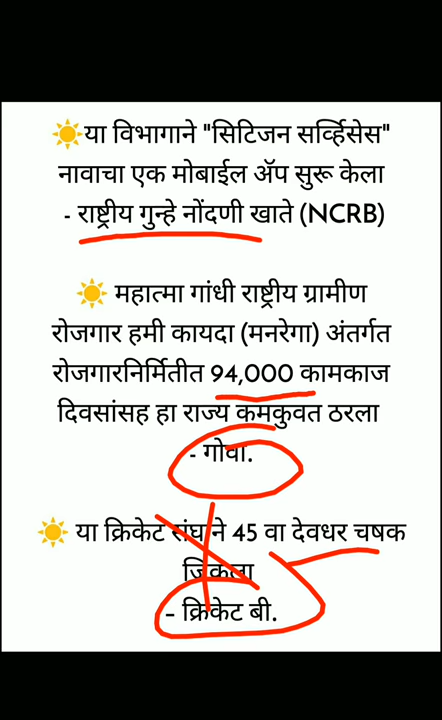 ☀️या विभागाने "सिटिजन सर्व्हिसेस"
नावाचा एक मोबाईल ॲप सुरू केला
- राष्ट्रीय गुन्हे नोंदणी खाते (NCRB)
☀️ महात्मा गांधी राष्ट्रीय ग्रामीण
रोजगार हमी कायदा (मनरेगा) अंतर्गत
रोजगारनिर्मितीत 94,000 कामकाज
दिवसांसह हा राज्य कमकुवत ठरला
- गोवा.
☀️ या क्रिकेट संघाने 45 वा देवधर चषक
जिंकला
- क्रिकेट बी.